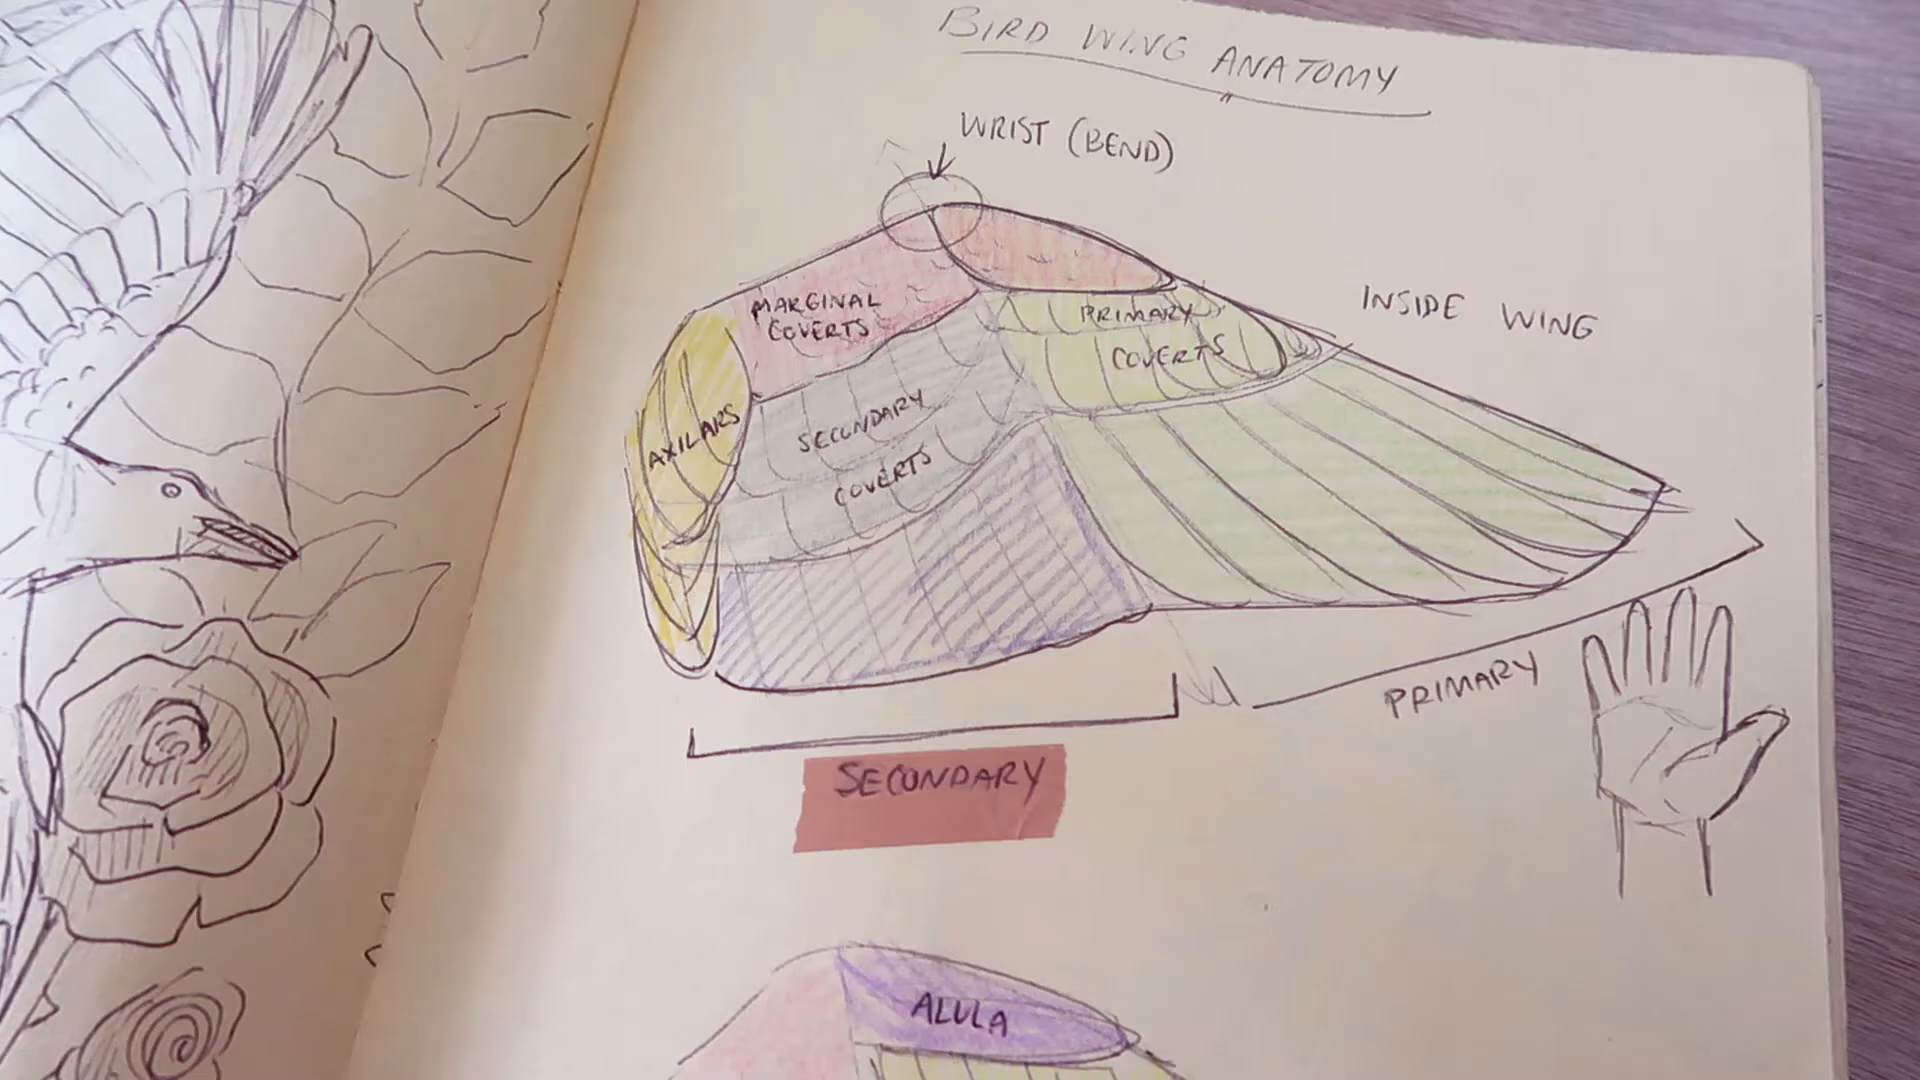 BIRD WING ANATOMY
WRIST (BEND)
INSIDE WING
MARGINAL
COVERTS
PRIMARY
COVERTS
AXILARS
SECONDARY
COVERTS
PRIMARY
SECONDARY
ALULA